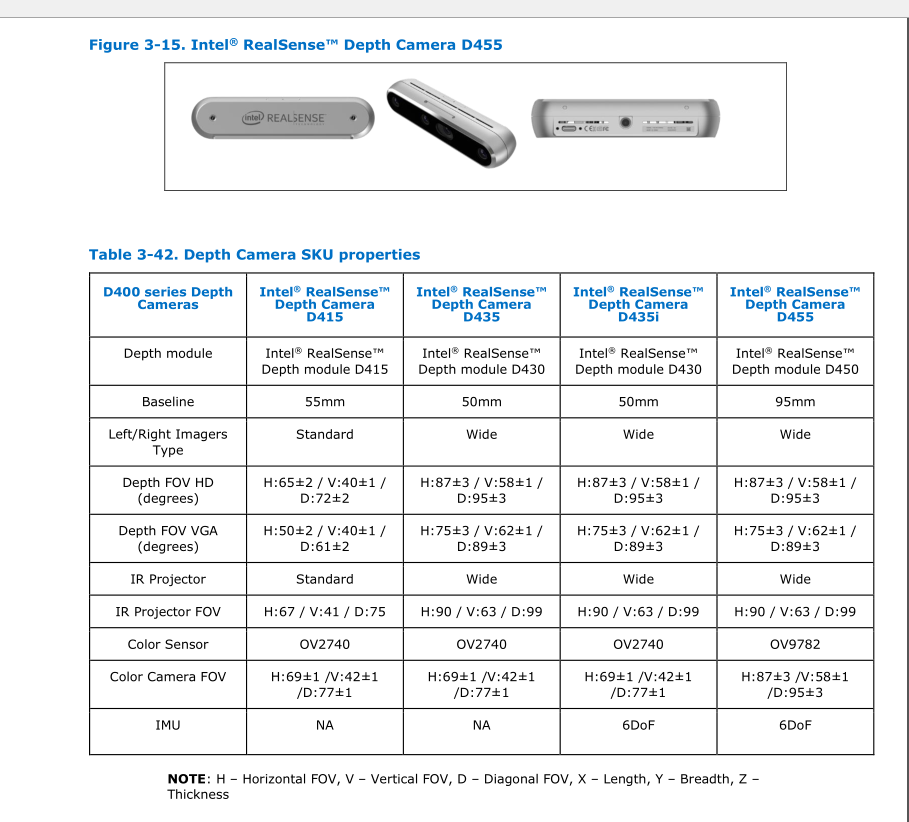 Figure 3-15. Intel® RealSense™ Depth Camera D455
intel REALSENSE
Table 3-42. Depth Camera SKU properties
D400 series Depth
Cameras
Intel® RealSense™
Depth Camera
D415
Intel® RealSense™
Depth Camera
D435
Intel® RealSense™
Depth Camera
D435i
Intel® RealSense™
Depth Camera
D455
Depth module
Intel® RealSense™
Depth module D415
Intel® RealSense™
Depth module D430
Intel® RealSense™
Depth module D430
Intel® RealSense™
Depth module D450
Baseline
55mm
50mm
50mm
95mm
Left/Right Imagers
Type
Standard
Wide
Wide
Wide
Depth FOV HD
(degrees)
H:65±2 / V:40±1 /
D:72±2
H:87±3 / V:58±1 /
D:95±3
H:87±3 / V:58±1 /
D:95±3
H:87±3 / V:58±1 /
D:95±3
Depth FOV VGA
(degrees)
H:50±2 / V:40±1 /
D:61±2
H:75±3 / V:62±1 /
D:89±3
H:75±3 / V:62±1 /
D:89±3
H:75±3 / V:62±1 /
D:89±3
IR Projector
Standard
Wide
Wide
Wide
IR Projector FOV
H:67 / V:41 / D:75
H:90 / V:63 / D:99
H:90 / V:63 / D:99
H:90 / V:63 / D:99
Color Sensor
OV2740
OV2740
OV2740
OV9782
Color Camera FOV
H:69±1 /V:42±1
/D:77±1
H:69±1 /V:42±1
/D:77±1
H:69±1 /V:42±1
/D:77±1
H:87±3 /V:58±1
/D:95±3
IMU
NA
NA
6DoF
6DoF
NOTE: H – Horizontal FOV, V – Vertical FOV, D – Diagonal FOV, X – Length, Y – Breadth, Z –
Thickness